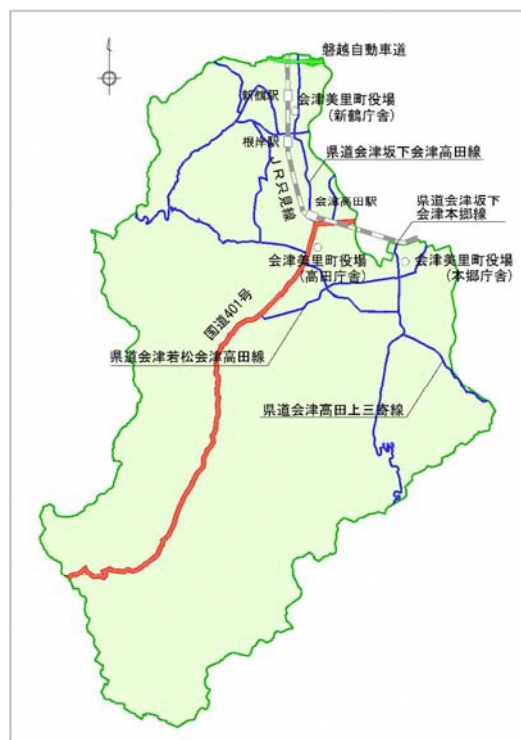 磐越自動車道
新鶴駅
会津美里町役場
(新鶴庁舎)
根岸駅
県道会津坂下会津高田線
JR只見線
会津高田駅
県道会津坂下
会津本郷線
会津美里町役場
(高田庁舎)
会津美里町役場
(本郷庁舎)
国道401号
県道会津若松会津高田線
県道会津高田上三寄線